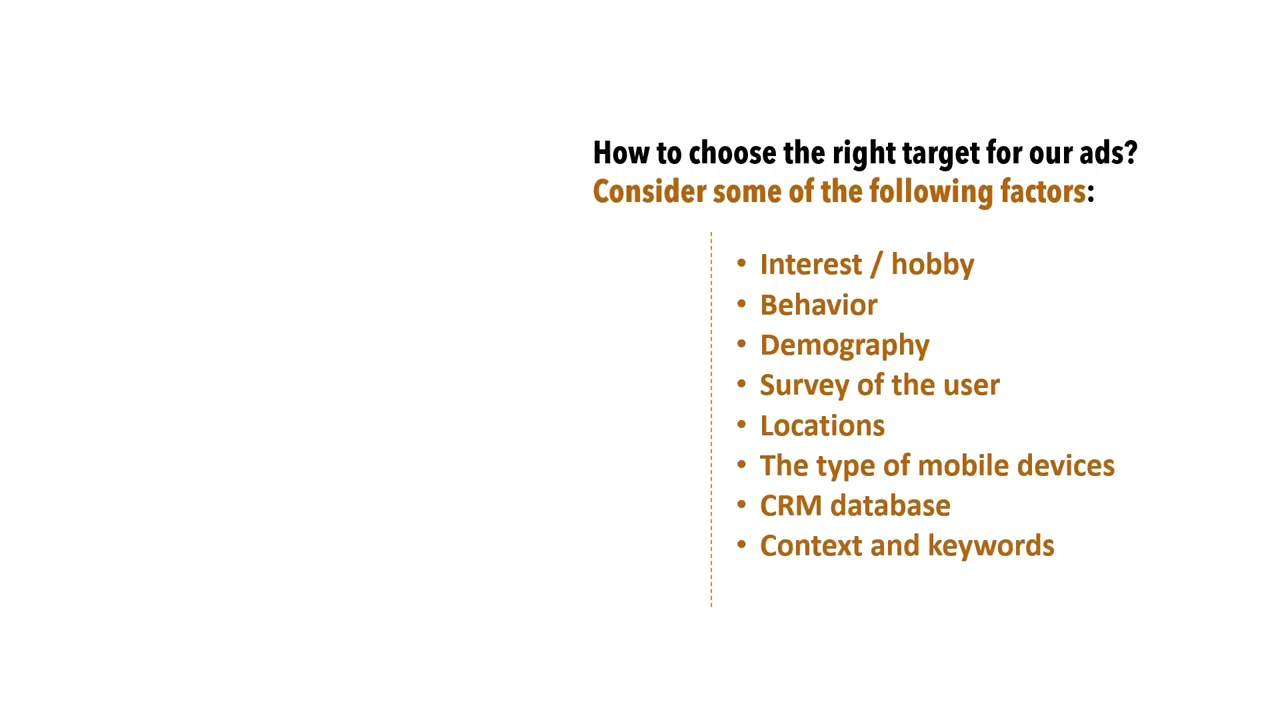 How to choose the right target for our ads?
Consider some of the following factors:
• Interest / hobby
• Behavior
• Demography
• Survey of the user
• Locations
• The type of mobile devices
• CRM database
• Context and keywords